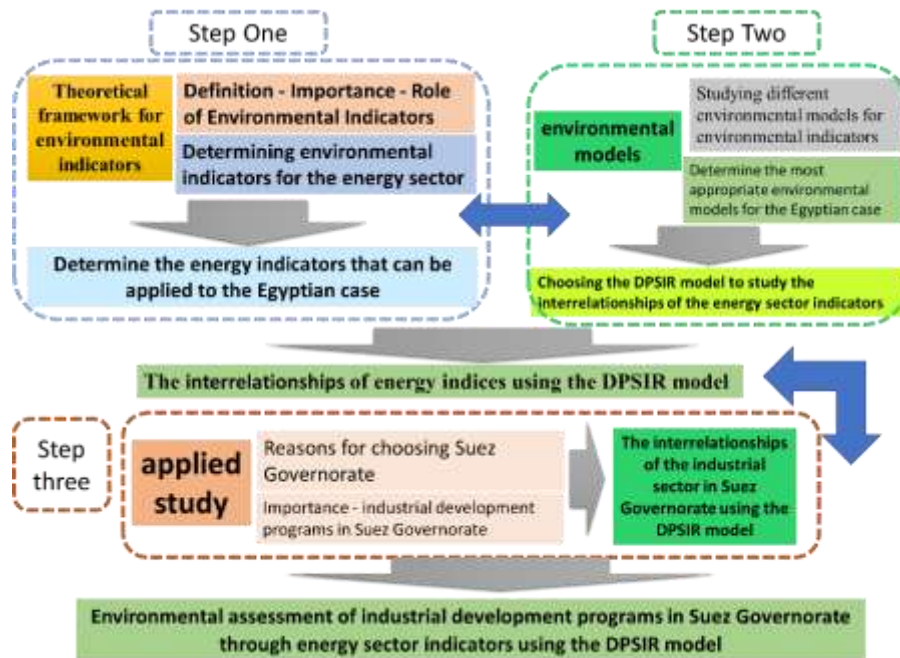 Step One
Theoretical
framework for
environmental
indicators
Definition - Importance - Role
of Environmental Indicators
Determining environmental
indicators for the energy sector
Determine the energy indicators that can be
applied to the Egyptian case
Step Two
environmental
models
Studying different
environmental models for
environmental indicators
Determine the most
appropriate environmental
models for the Egyptian case
Choosing the DPSIR model to study the
interrelationships of the energy sector indicators
The interrelationships of energy indices using the DPSIR model
Step
three
applied
study
Reasons for choosing Suez
Governorate
Importance - industrial development
programs in Suez Governorate
The interrelationships
of the industrial
sector in Suez
Governorate using the
DPSIR model
Environmental assessment of industrial development programs in Suez Governorate
through energy sector indicators using the DPSIR model